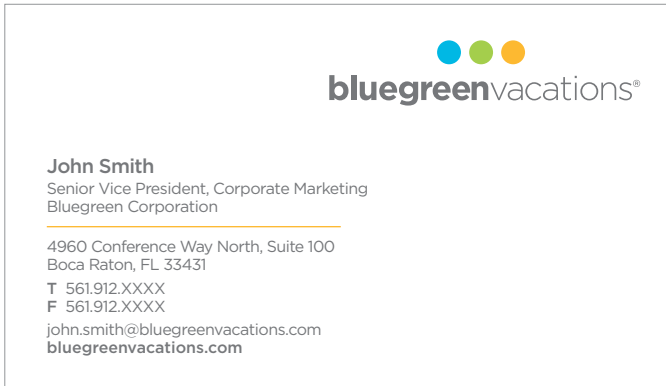 bluegreenvacations®
John Smith
Senior Vice President, Corporate Marketing
Bluegreen Corporation
4960 Conference Way North, Suite 100
Boca Raton, FL 33431
T 561.912.XXXX
F 561.912.XXXX
john.smith@bluegreenvacations.com
bluegreenvacations.com